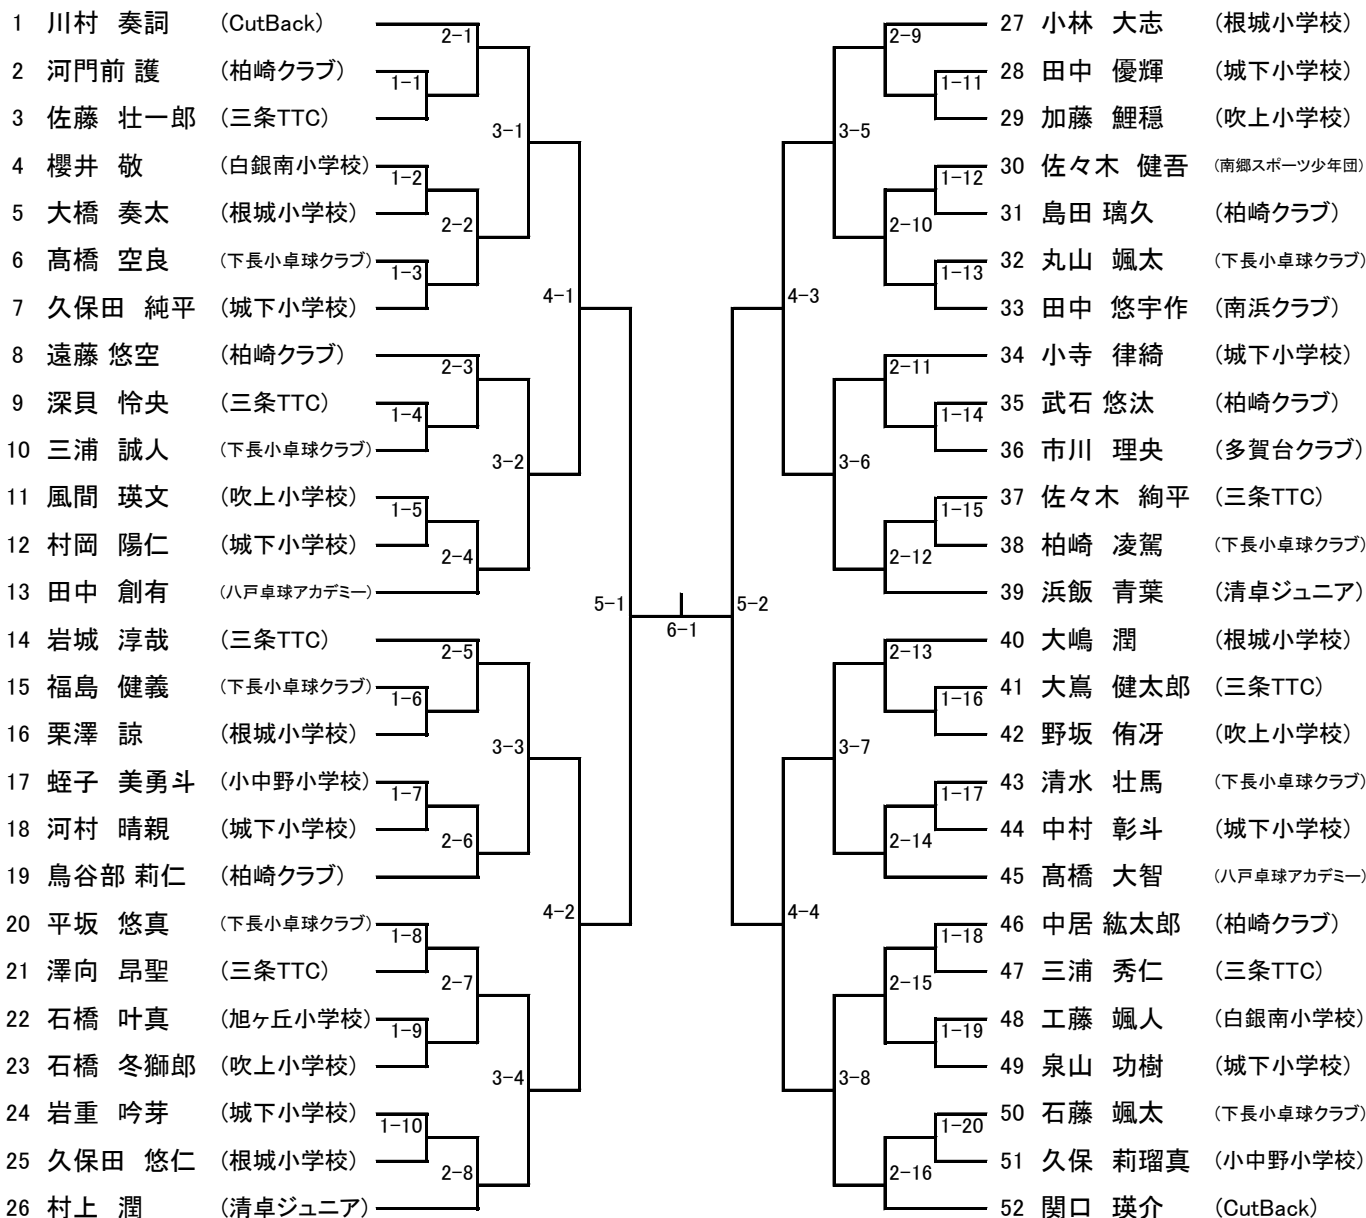 1 川村 奏詞 (CutBack)
2 河門前 護 (柏崎クラブ)
3 佐藤 壮一郎 (三条TTC)
4 櫻井 敬 (白銀南小学校)
5 大橋 奏太 (根城小学校)
6 髙橋 空良 (下長小卓球クラブ)
7 久保田 純平 (城下小学校)
8 遠藤 悠空 (柏崎クラブ)
9 深貝 怜央 (三条TTC)
10 三浦 誠人 (下長小卓球クラブ)
11 風間 瑛文 (吹上小学校)
12 村岡 陽仁 (城下小学校)
13 田中 創有 (八戸卓球アカデミー)
14 岩城 淳哉 (三条TTC)
15 福島 健義 (下長小卓球クラブ)
16 栗澤 諒 (根城小学校)
17 蛭子 美勇斗 (小中野小学校)
18 河村 晴親 (城下小学校)
19 鳥谷部 莉仁 (柏崎クラブ)
20 平坂 悠真 (下長小卓球クラブ)
21 澤向 昂聖 (三条TTC)
22 石橋 叶真 (旭ヶ丘小学校)
23 石橋 冬獅郎 (吹上小学校)
24 岩重 吟芽 (城下小学校)
25 久保田 悠仁 (根城小学校)
26 村上 潤 (清卓ジュニア)
1-1
1-2
1-3
1-4
1-5
1-6
1-7
1-8
1-9
1-10
2-1
2-2
2-3
2-4
2-5
2-6
2-7
2-8
3-1
3-2
3-3
3-4
4-1
4-2
5-1
6-1
5-2
4-3
4-4
3-5
3-6
3-7
3-8
2-9
2-10
2-11
2-12
2-13
2-14
2-15
2-16
1-11
1-12
1-13
1-14
1-15
1-16
1-17
1-18
1-19
1-20
27 小林 大志 (根城小学校)
28 田中 優輝 (城下小学校)
29 加藤 鯉穏 (吹上小学校)
30 佐々木 健吾 (南郷スポーツ少年団)
31 島田 璃久 (柏崎クラブ)
32 丸山 颯太 (下長小卓球クラブ)
33 田中 悠宇作 (南浜クラブ)
34 小寺 律綺 (城下小学校)
35 武石 悠汰 (柏崎クラブ)
36 市川 理央 (多賀台クラブ)
37 佐々木 絢平 (三条TTC)
38 柏崎 凌駕 (下長小卓球クラブ)
39 浜飯 青葉 (清卓ジュニア)
40 大嶋 潤 (根城小学校)
41 大嶌 健太郎 (三条TTC)
42 野坂 侑冴 (吹上小学校)
43 清水 壮馬 (下長小卓球クラブ)
44 中村 彰斗 (城下小学校)
45 髙橋 大智 (八戸卓球アカデミー)
46 中居 紘太郎 (柏崎クラブ)
47 三浦 秀仁 (三条TTC)
48 工藤 颯人 (白銀南小学校)
49 泉山 功樹 (城下小学校)
50 石藤 颯太 (下長小卓球クラブ)
51 久保 莉瑠真 (小中野小学校)
52 関口 瑛介 (CutBack)